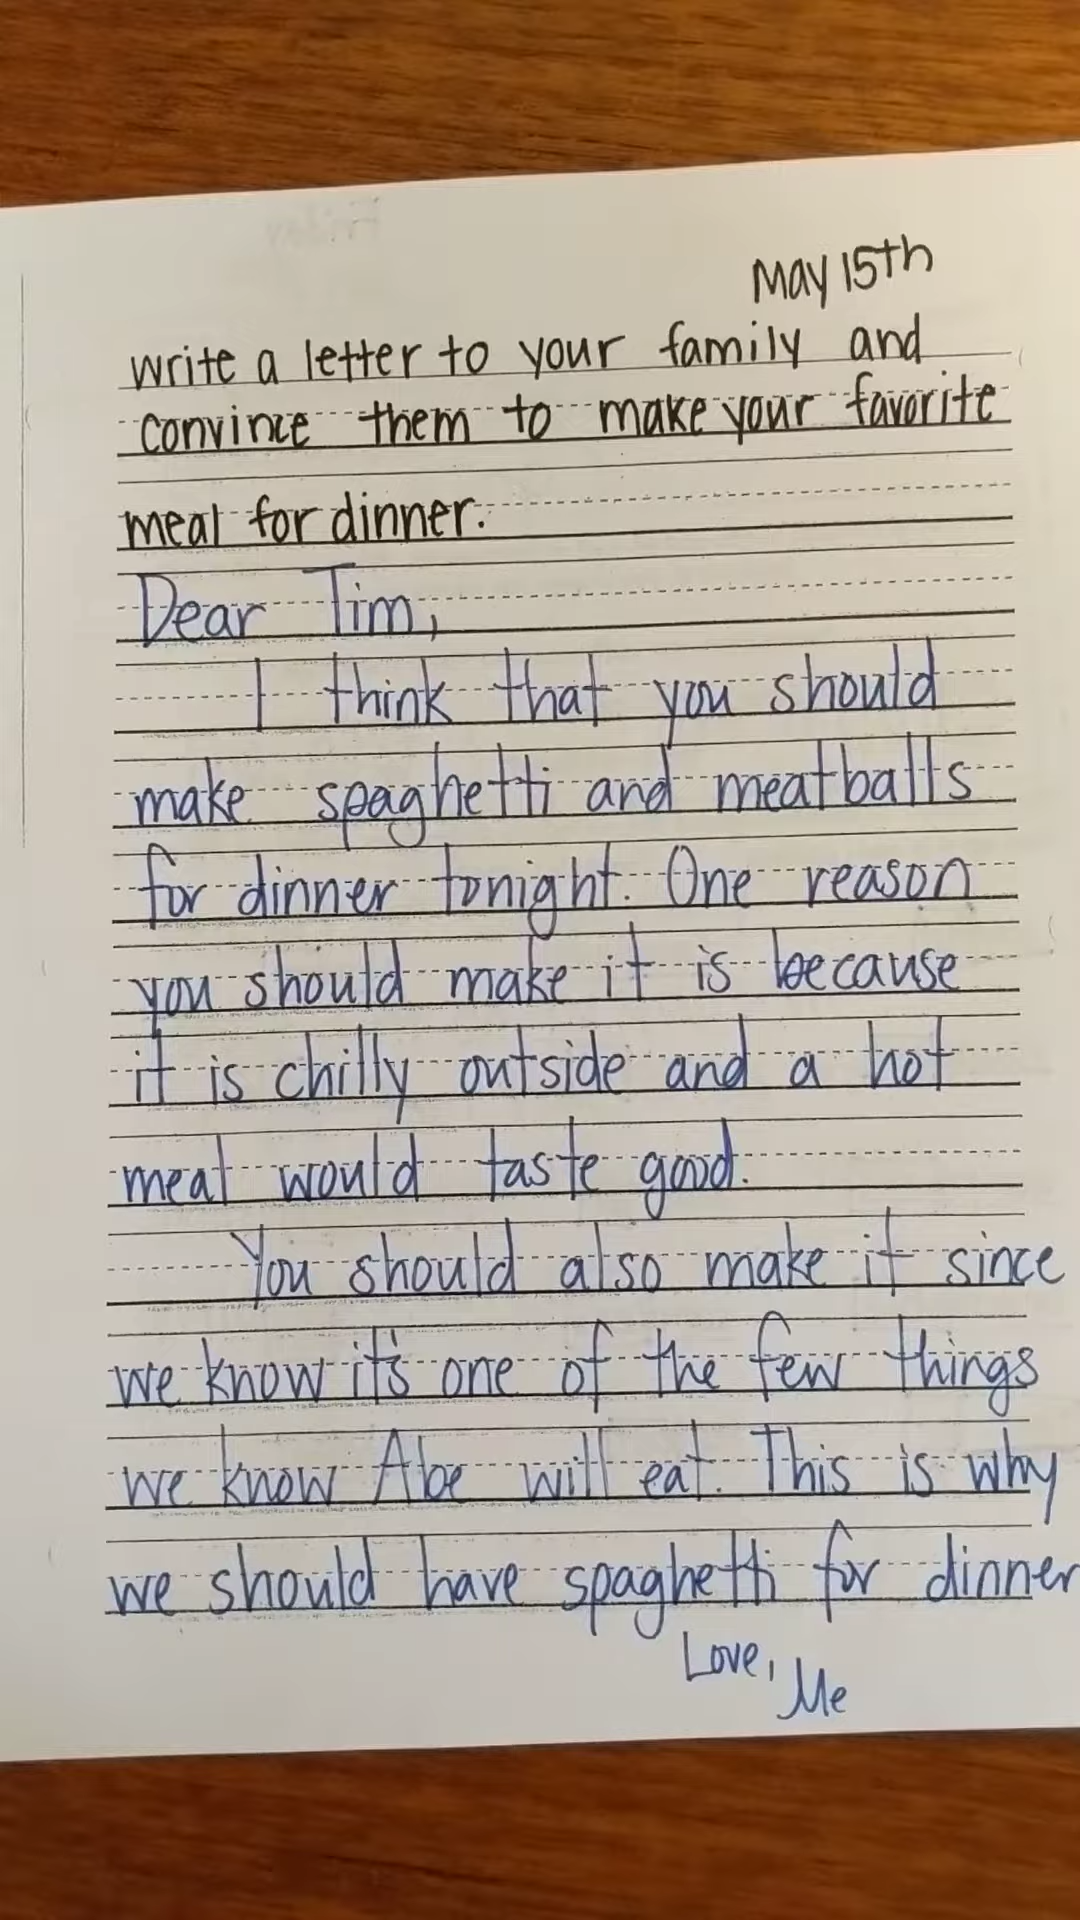 May 15th
write a letter to your family and
convince them to make your favorite
meal for dinner.
Dear Tim,
I think that you should
make spaghetti and meatballs
for dinner tonight. One reason
you should make it is because
it is chilly outside and a hot
meal would taste good.
You should also make it since
we know it's one of the few things
we know Abe will eat. This is why
we should have spaghetti for dinner
Love,
Me